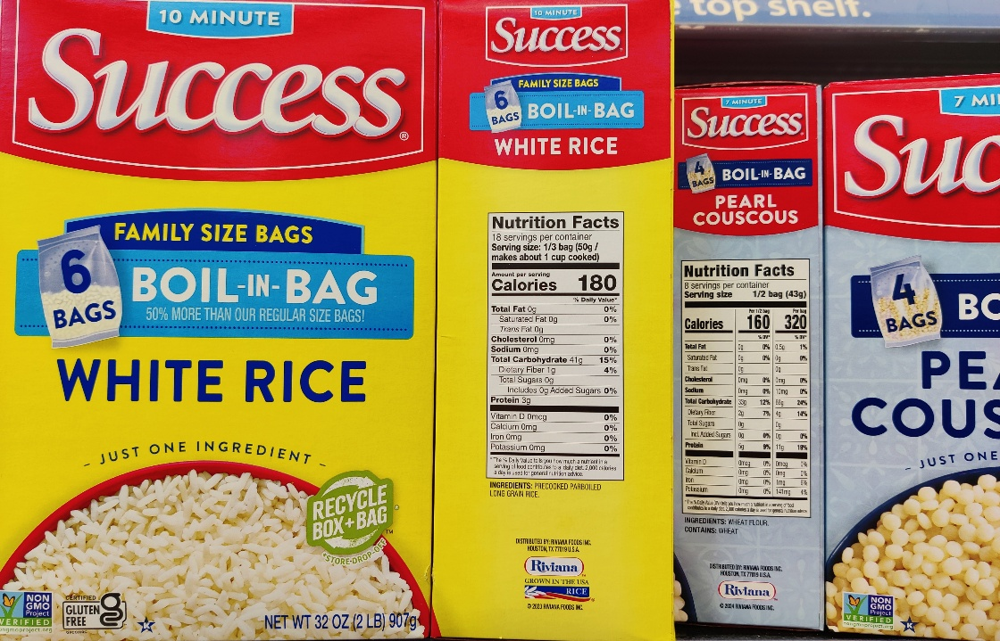 10 MINUTE
Success®
FAMILY SIZE BAGS
6 BAGS
BOIL-IN-BAG
50% MORE THAN OUR REGULAR SIZE BAGS!
WHITE RICE
- JUST ONE INGREDIENT -
RECYCLE
BOX+BAG™
*STORE DROP-OFF
NON
GMO
Project
VERIFIED
nongmoproject.org
CERTIFIED
GLUTEN
FREE
GFCO.ORG
K
NET WT 32 OZ (2 LB) 907g
10 MINUTE
Success
FAMILY SIZE BAGS
6 BAGS
BOIL-IN-BAG
WHITE RICE
Nutrition Facts
18 servings per container
Serving size: 1/3 bag (50g /
makes about 1 cup cooked)
Amount per serving
Calories 180
% Daily Value*
Total Fat 0g 0%
Saturated Fat 0g 0%
Trans Fat 0g
Cholesterol 0mg 0%
Sodium 0mg 0%
Total Carbohydrate 41g 15%
Dietary Fiber 1g 4%
Total Sugars 0g
Includes 0g Added Sugars 0%
Protein 3g
Vitamin D 0mcg 0%
Calcium 0mg 0%
Iron 0mg 0%
Potassium 0mg 0%
*The % Daily Value tells you how much a nutrient in a
serving of food contributes to a daily diet. 2,000 calories
a day is used for general nutrition advice.
INGREDIENTS: PRECOOKED PARBOILED
LONG GRAIN RICE.
DISTRIBUTED BY: RIVIANA FOODS INC.
HOUSTON, TX 77019 U.S.A.
Riviana
GROWN IN THE USA
RICE
© 2023 RIVIANA FOODS INC.
top shelf.
7 MINUTE
Success
4 BAGS
BOIL-IN-BAG
PEARL
COUSCOUS
Nutrition Facts
8 servings per container
Serving size 1/2 bag (43g)
Per 1/2 bag Per bag
Calories 160 320
% DV* % DV*
Total Fat 0g 0% 0.5g 1%
Saturated Fat 0g 0% 0g 0%
Trans Fat 0g 0g
Cholesterol 0mg 0% 0mg 0%
Sodium 0mg 0% 10mg 0%
Total Carbohydrate 33g 12% 66g 24%
Dietary Fiber 2g 7% 4g 14%
Total Sugars 0g 0g
Incl. Added Sugars 0g 0% 0g 0%
Protein 5g 9% 11g 19%
Vitamin D 0mcg 0% 0mcg 0%
Calcium 0mg 0% 0mg 0%
Iron 0mg 0% 1mg 6%
Potassium 0mg 0% 141mg 4%
INGREDIENTS: WHEAT FLOUR.
CONTAINS: WHEAT
DISTRIBUTED BY: RIVIANA FOODS INC.
HOUSTON, TX 77019 U.S.A.
Riviana
© 2024 RIVIANA FOODS INC.
7 MI
Suc
4 BAGS
BO
PEA
COUS
- JUST ONE
NON
GMO
Project
VERIFIED
nongmoproject.org
K